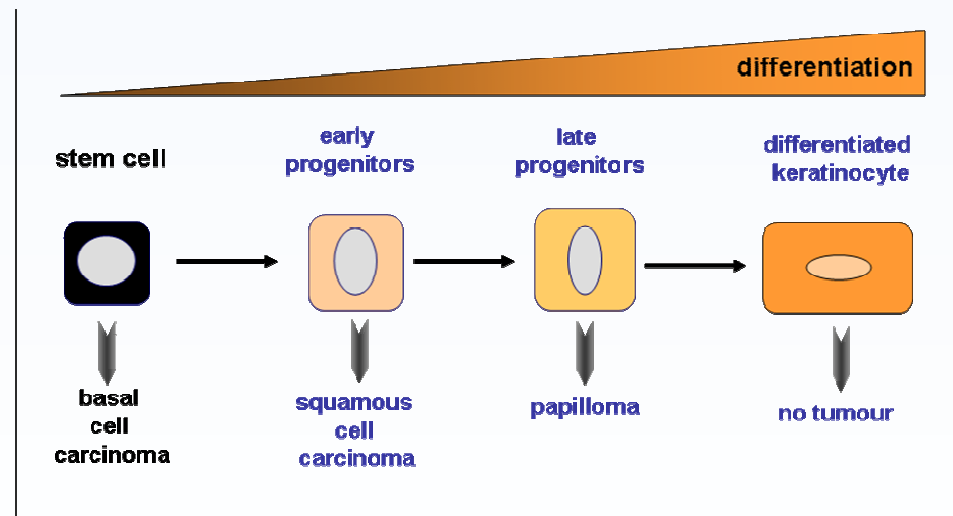 differentiation
stem cell
early
progenitors
late
progenitors
differentiated
keratinocyte
basal
cell
carcinoma
squamous
cell
carcinoma
papilloma
no tumour